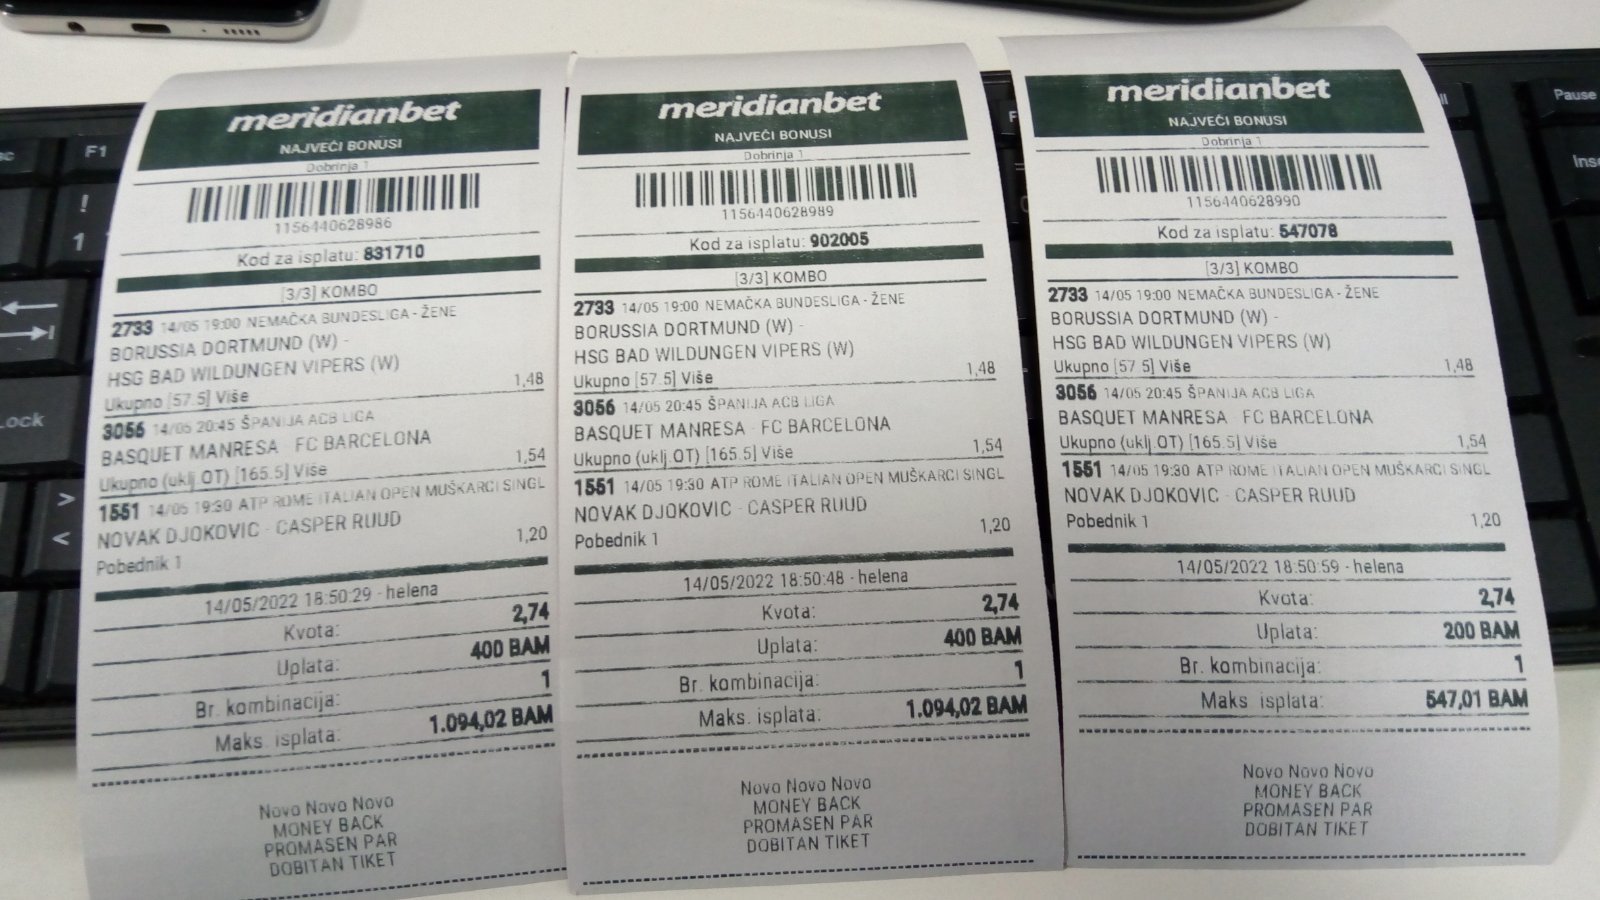 meridianbet
NAJVEĆI BONUSI
Dobrinja 1
1156440628986
Kod za isplatu: 831710
[3/3] KOMBO
2733 14/05 19:00 NEMAČKA BUNDESLIGA - ŽENE
BORUSSIA DORTMUND (W) -
HSG BAD WILDUNGEN VIPERS (W)
Ukupno [57.5] Više 1,48
3056 14/05 20:45 ŠPANIJA ACB LIGA
BASQUET MANRESA - FC BARCELONA
Ukupno (uklj.OT) [165.5] Više 1,54
1551 14/05 19:30 ATP ROME ITALIAN OPEN MUŠKARCI SINGL
NOVAK DJOKOVIC - CASPER RUUD
Pobednik 1 1,20
14/05/2022 18:50:29 - helena
Kvota: 2,74
Uplata: 400 BAM
Br. kombinacija: 1
Maks. isplata: 1.094,02 BAM
Novo Novo Novo
MONEY BACK
PROMASEN PAR
DOBITAN TIKET
meridianbet
NAJVEĆI BONUSI
Dobrinja 1
1156440628989
Kod za isplatu: 902005
[3/3] KOMBO
2733 14/05 19:00 NEMAČKA BUNDESLIGA - ŽENE
BORUSSIA DORTMUND (W) -
HSG BAD WILDUNGEN VIPERS (W)
Ukupno [57.5] Više 1,48
3056 14/05 20:45 ŠPANIJA ACB LIGA
BASQUET MANRESA - FC BARCELONA
Ukupno (uklj.OT) [165.5] Više 1,54
1551 14/05 19:30 ATP ROME ITALIAN OPEN MUŠKARCI SINGL
NOVAK DJOKOVIC - CASPER RUUD
Pobednik 1 1,20
14/05/2022 18:50:48 - helena
Kvota: 2,74
Uplata: 400 BAM
Br. kombinacija: 1
Maks. isplata: 1.094,02 BAM
Novo Novo Novo
MONEY BACK
PROMASEN PAR
DOBITAN TIKET
meridianbet
NAJVEĆI BONUSI
Dobrinja 1
1156440628990
Kod za isplatu: 547078
[3/3] KOMBO
2733 14/05 19:00 NEMAČKA BUNDESLIGA - ŽENE
BORUSSIA DORTMUND (W) -
HSG BAD WILDUNGEN VIPERS (W)
Ukupno [57.5] Više 1,48
3056 14/05 20:45 ŠPANIJA ACB LIGA
BASQUET MANRESA - FC BARCELONA
Ukupno (uklj.OT) [165.5] Više 1,54
1551 14/05 19:30 ATP ROME ITALIAN OPEN MUŠKARCI SINGL
NOVAK DJOKOVIC - CASPER RUUD
Pobednik 1 1,20
14/05/2022 18:50:59 - helena
Kvota: 2,74
Uplata: 200 BAM
Br. kombinacija: 1
Maks. isplata: 547,01 BAM
Novo Novo Novo
MONEY BACK
PROMASEN PAR
DOBITAN TIKET
F1
!
1
Lock
>
<
Pause